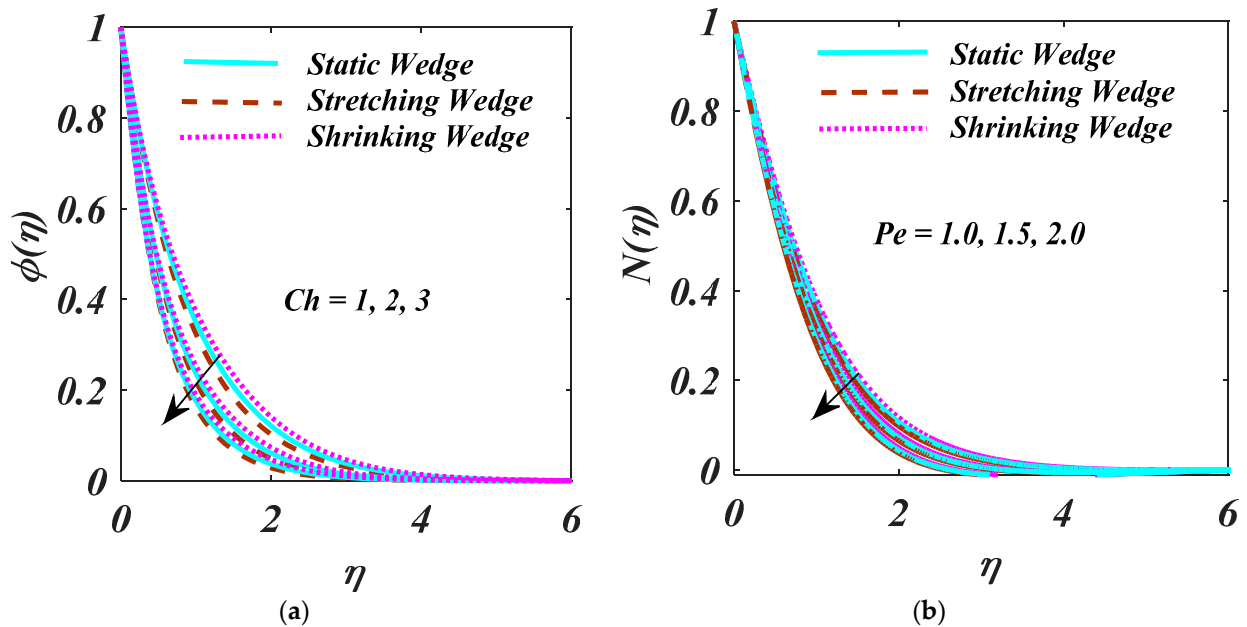 1
0.8
0.6
0.4
0.2
0
ϕ(η)
Static Wedge
Stretching Wedge
Shrinking Wedge
Ch = 1, 2, 3
0 2 4 6
η
(a)
1
0.8
0.6
0.4
0.2
0
N(η)
Static Wedge
Stretching Wedge
Shrinking Wedge
Pe = 1.0, 1.5, 2.0
0 2 4 6
η
(b)